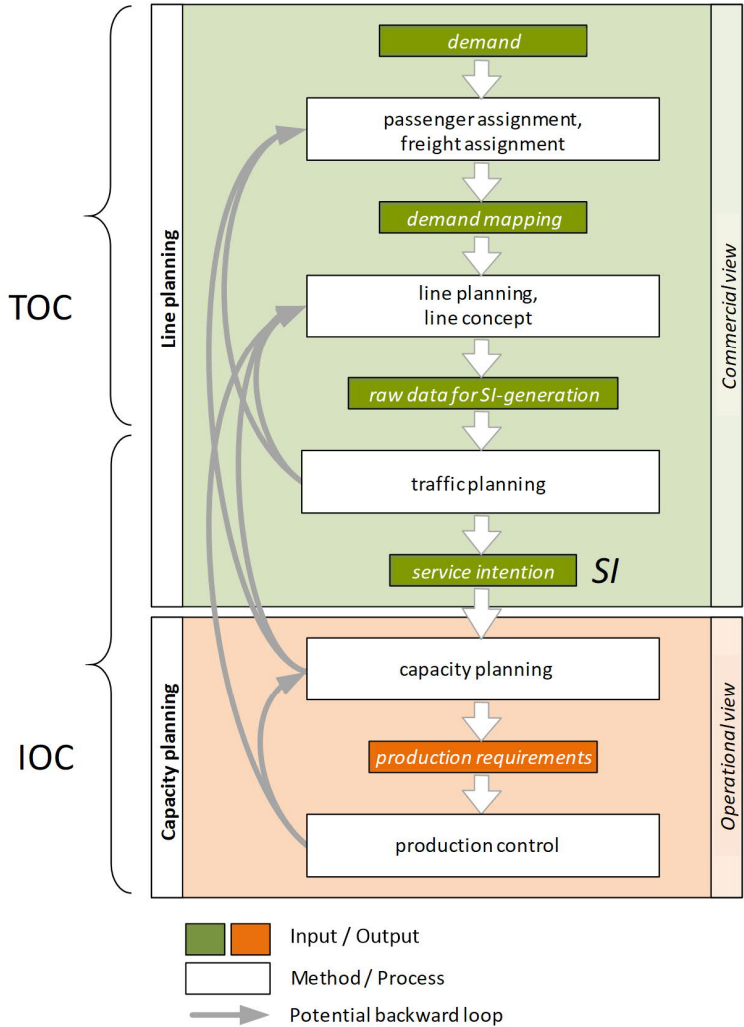 demand
passenger assignment,
freight assignment
demand mapping
TOC
Line planning
line planning,
line concept
Commercial view
raw data for SI-generation
traffic planning
service intention
SI
capacity planning
IOC
Capacity planning
production requirements
Operational view
production control
Input / Output
Method / Process
Potential backward loop